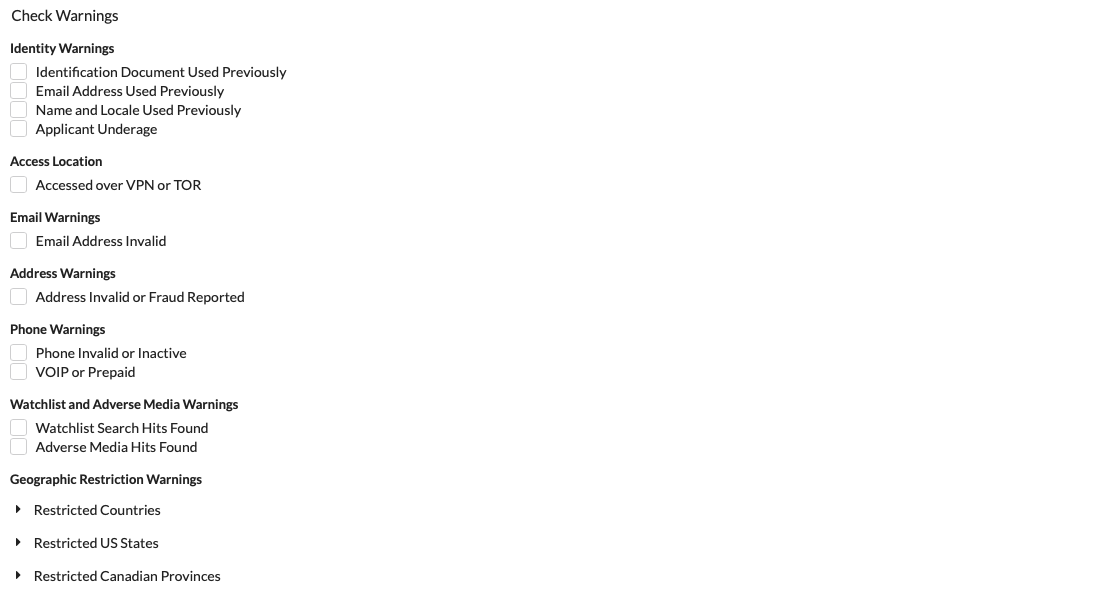 Check Warnings
Identity Warnings
Identification Document Used Previously
Email Address Used Previously
Name and Locale Used Previously
Applicant Underage
Access Location
Accessed over VPN or TOR
Email Warnings
Email Address Invalid
Address Warnings
Address Invalid or Fraud Reported
Phone Warnings
Phone Invalid or Inactive
VOIP or Prepaid
Watchlist and Adverse Media Warnings
Watchlist Search Hits Found
Adverse Media Hits Found
Geographic Restriction Warnings
Restricted Countries
Restricted US States
Restricted Canadian Provinces